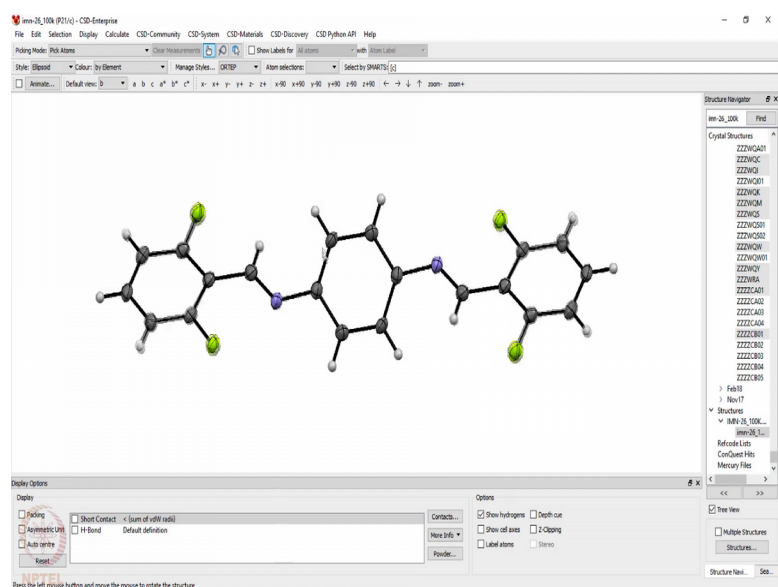 imn-26_100k (P21/c) - CSD-Enterprise
File Edit Selection Display Calculate CSD-Community CSD-System CSD-Materials CSD-Discovery CSD Python API Help
Picking Mode: Pick Atoms Clear Measurements Show Labels for All atoms with Atom Label
Style: Ellipsoid Colour: by Element Manage Styles... ORTEP Atom selections: Select by SMARTS: [c]
Animate... Default view: b a b c a* b* c* x- x+ y- y+ z- z+ x-90 x+90 y-90 y+90 z-90 z+90 ← → ↓ ↑ zoom- zoom+
Structure Navigator
imn-26_100k Find
Crystal Structures
ZZZWQA01
ZZZWQC
ZZZWQI
ZZZWQI01
ZZZWQK
ZZZWQM
ZZZWQS
ZZZWQS01
ZZZWQS02
ZZZWQW
ZZZWQW01
ZZZWQY
ZZZWRA
ZZZZCA01
ZZZZCA02
ZZZZCA03
ZZZZCA04
ZZZZCB01
ZZZZCB02
ZZZZCB03
ZZZZCB04
ZZZZCB05
Feb18
Nov17
Structures
IMN-26_100K....
imn-26_1...
Refcode Lists
ConQuest Hits
Mercury Files
<< >>
Tree View
Multiple Structures
Structures...
Structure Navi... Sea...
Display Options
Display
Packing
Asymmetric Unit
Auto centre
Reset
Short Contact < (sum of vdW radii)
H-Bond Default definition
Contacts...
More Info
Powder...
Options
Show hydrogens Depth cue
Show cell axes Z-Clipping
Label atoms Stereo
NPTEL
Press the left mouse button and move the mouse to rotate the structure